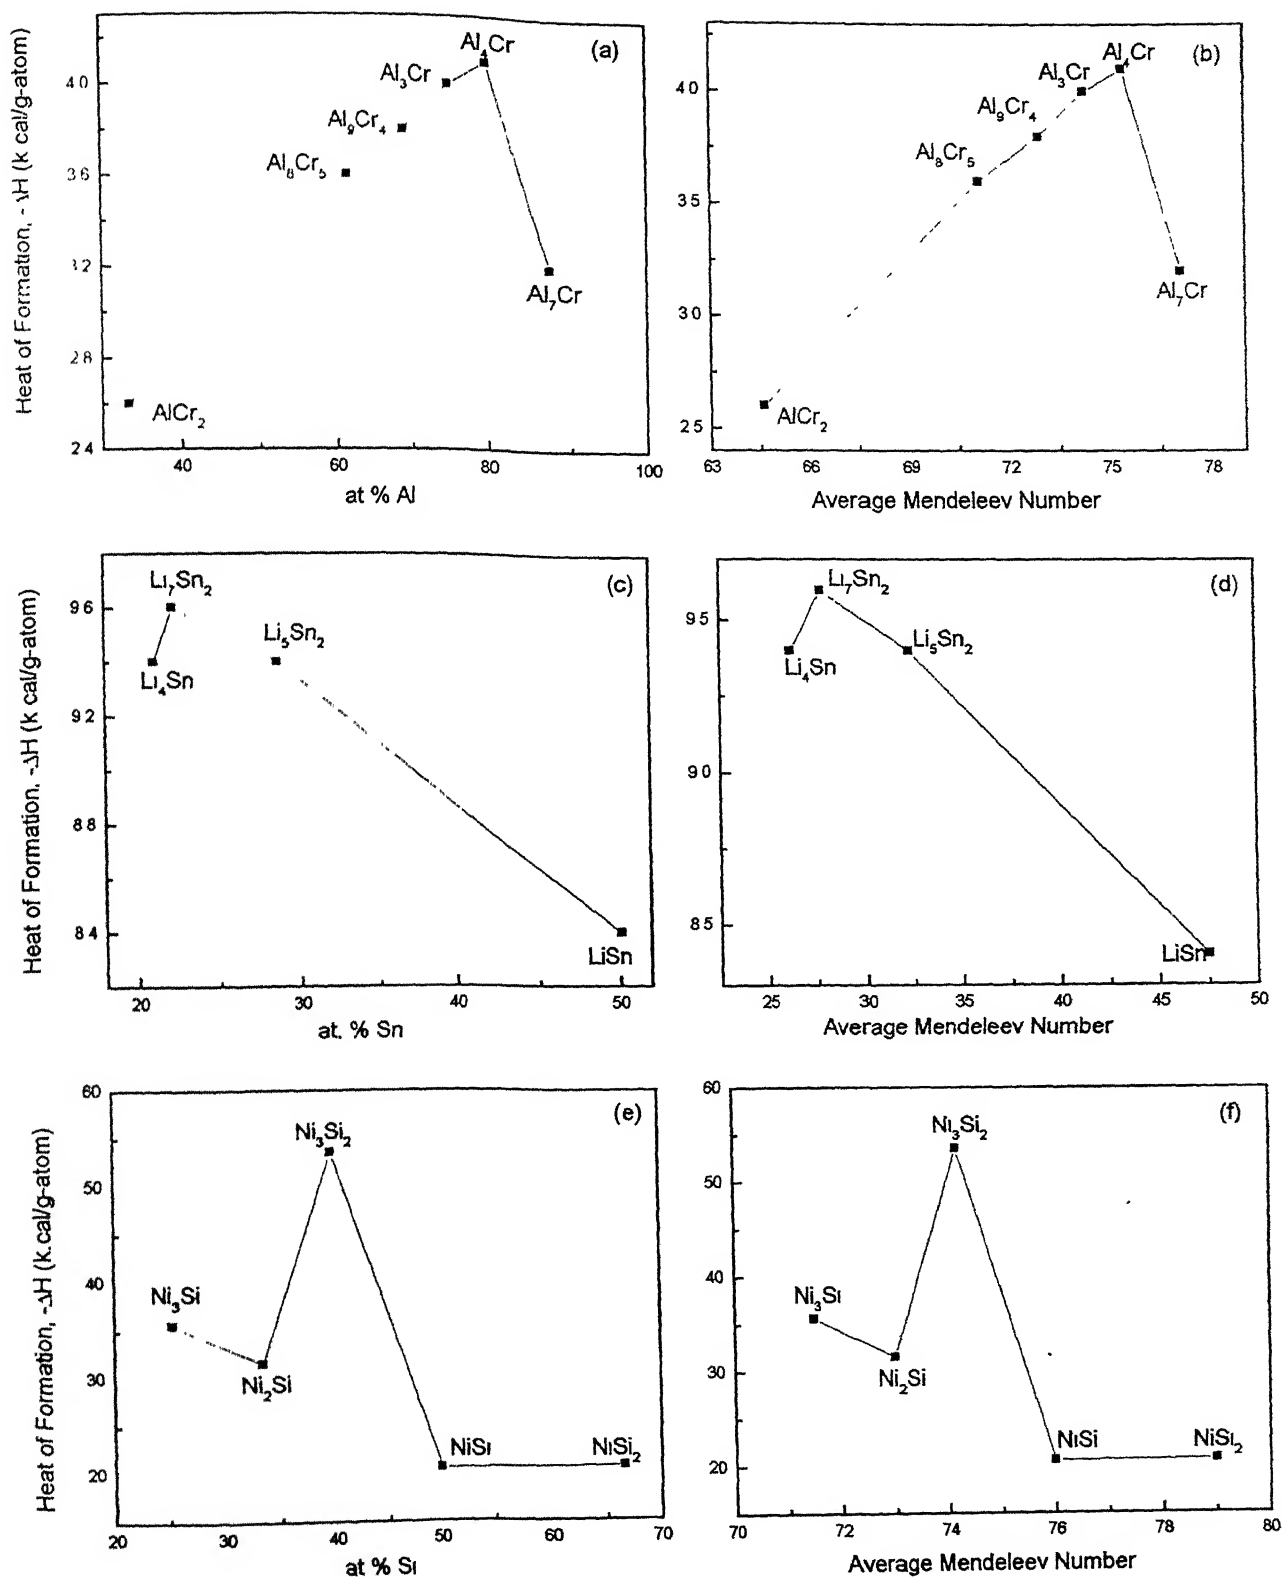 (a)
Heat of Formation, -ΔH (k cal/g-atom)
40
36
32
28
24
Al₄Cr
Al₃Cr
Al₉Cr₄
Al₈Cr₅
Al₇Cr
AlCr₂
40 60 80 100
at % Al
(b)
40
35
30
25
Al₄Cr
Al₃Cr
Al₉Cr₄
Al₈Cr₅
Al₇Cr
AlCr₂
63 66 69 72 75 78
Average Mendeleev Number
(c)
Heat of Formation, -ΔH (k cal/g-atom)
96
92
88
84
Li₇Sn₂
Li₅Sn₂
Li₄Sn
LiSn
20 30 40 50
at. % Sn
(d)
95
90
85
Li₇Sn₂
Li₅Sn₂
Li₄Sn
LiSn
25 30 35 40 45 50
Average Mendeleev Number
(e)
Heat of Formation, -ΔH (k.cal/g-atom)
60
50
40
30
20
Ni₃Si₂
Ni₃Si
Ni₂Si
NiSi
NiSi₂
20 30 40 50 60 70
at % Si
(f)
60
50
40
30
20
Ni₃Si₂
Ni₃Si
Ni₂Si
NiSi
NiSi₂
70 72 74 76 78 80
Average Mendeleev Number